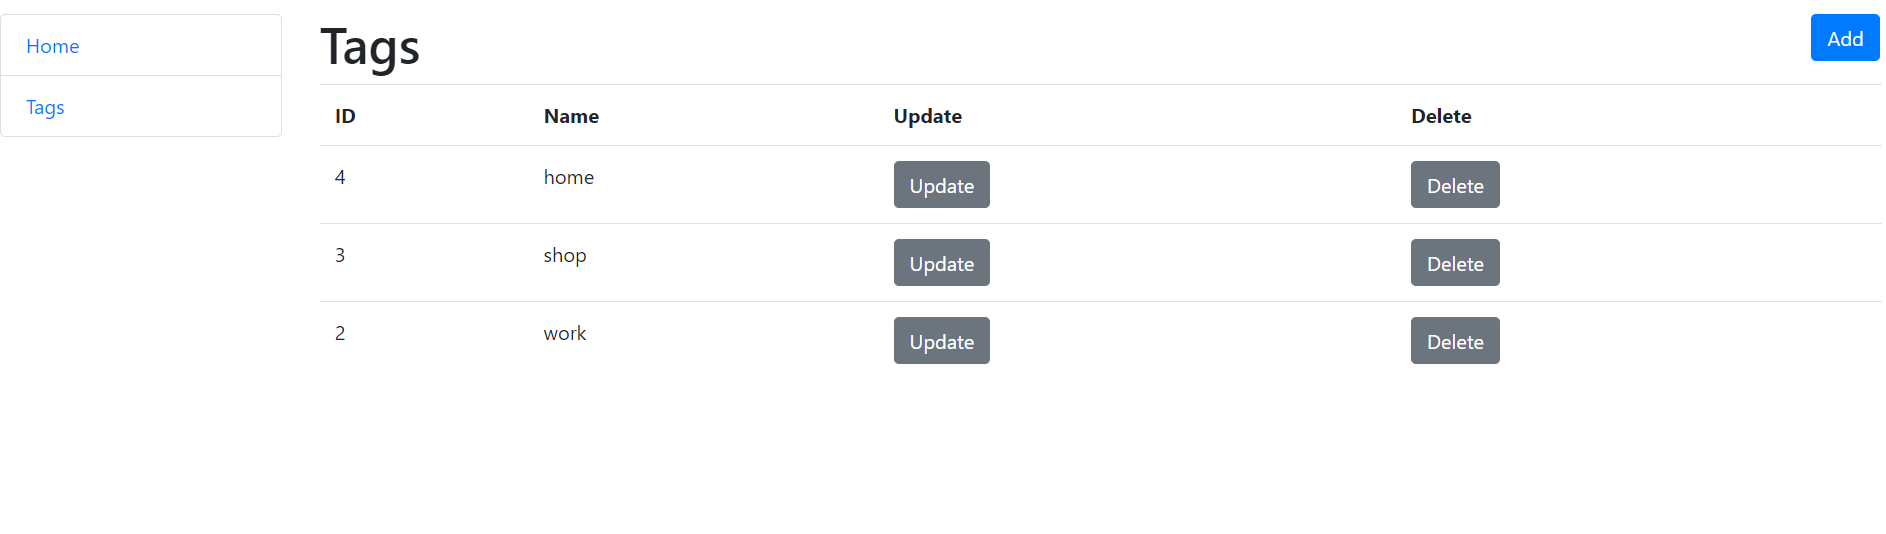 Home
Tags
Tags
Add
ID Name Update Delete
4 home Update Delete
3 shop Update Delete
2 work Update Delete